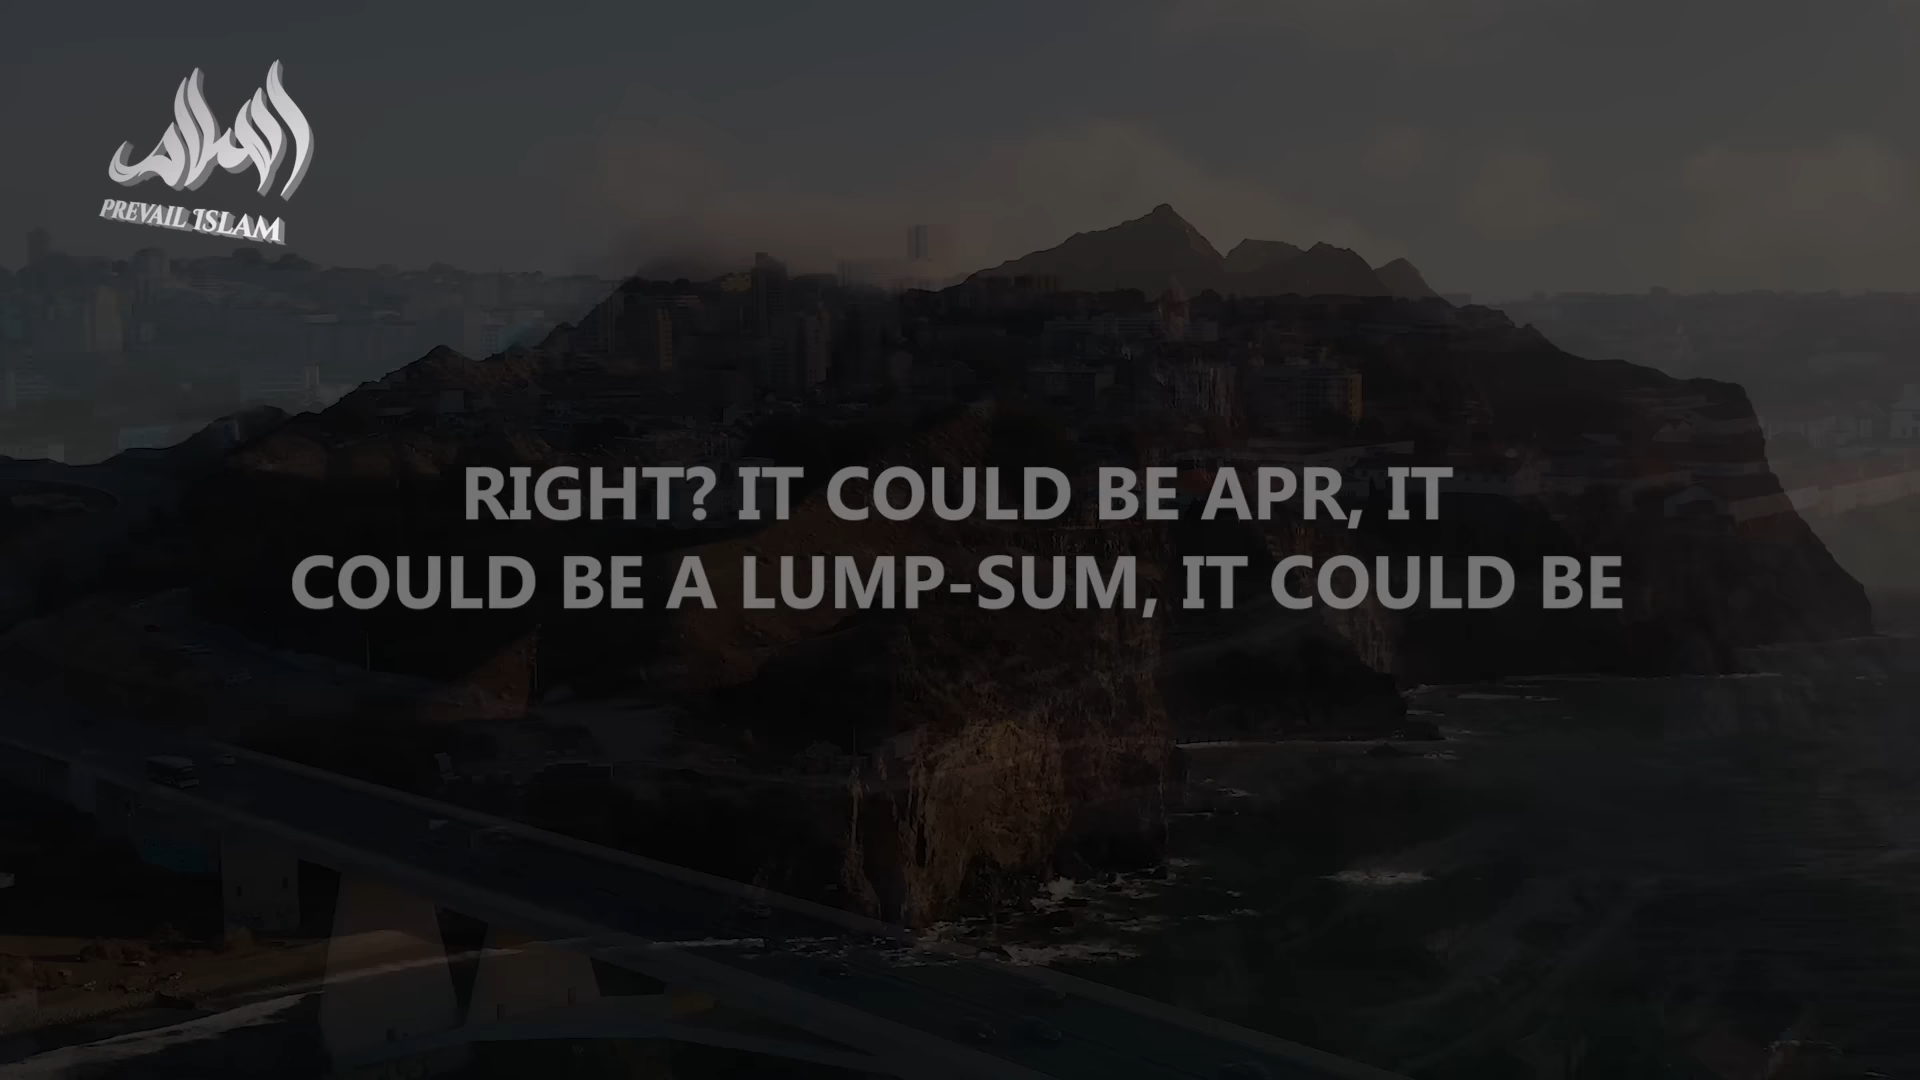 PREVAIL ISLAM
RIGHT? IT COULD BE APR, IT
COULD BE A LUMP-SUM, IT COULD BE